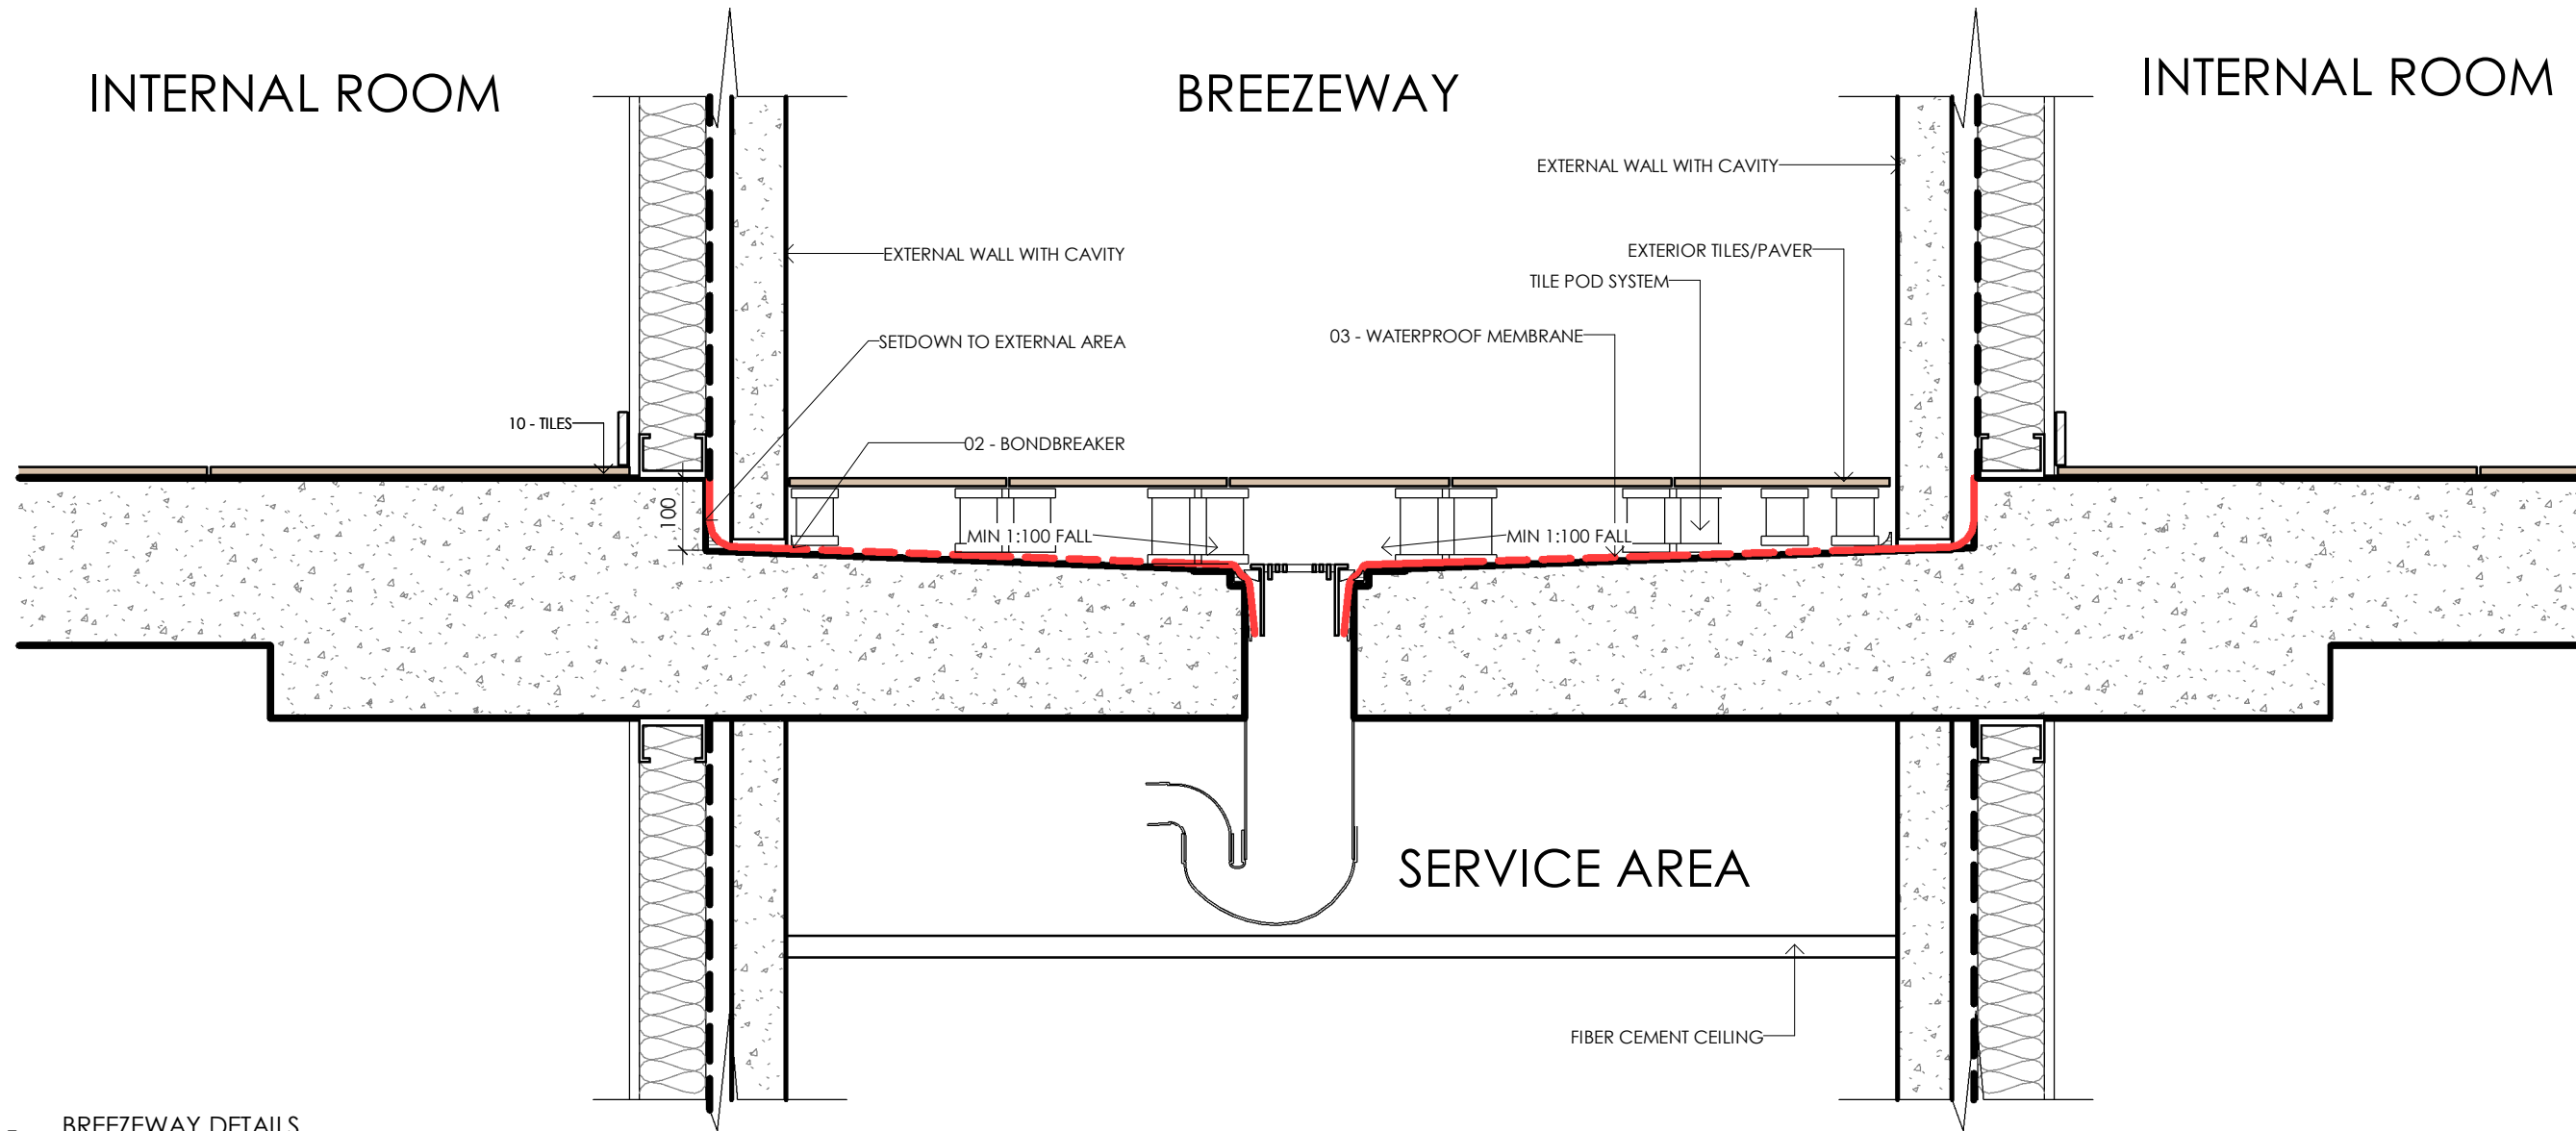 INTERNAL ROOM
BREEZEWAY
INTERNAL ROOM
EXTERNAL WALL WITH CAVITY
EXTERNAL WALL WITH CAVITY
EXTERIOR TILES/PAVER
TILE POD SYSTEM
SETDOWN TO EXTERNAL AREA
03 - WATERPROOF MEMBRANE
10 - TILES
02 - BONDBREAKER
100
MIN 1:100 FALL
MIN 1:100 FALL
SERVICE AREA
FIBER CEMENT CEILING
BREEZEWAY DETAILS